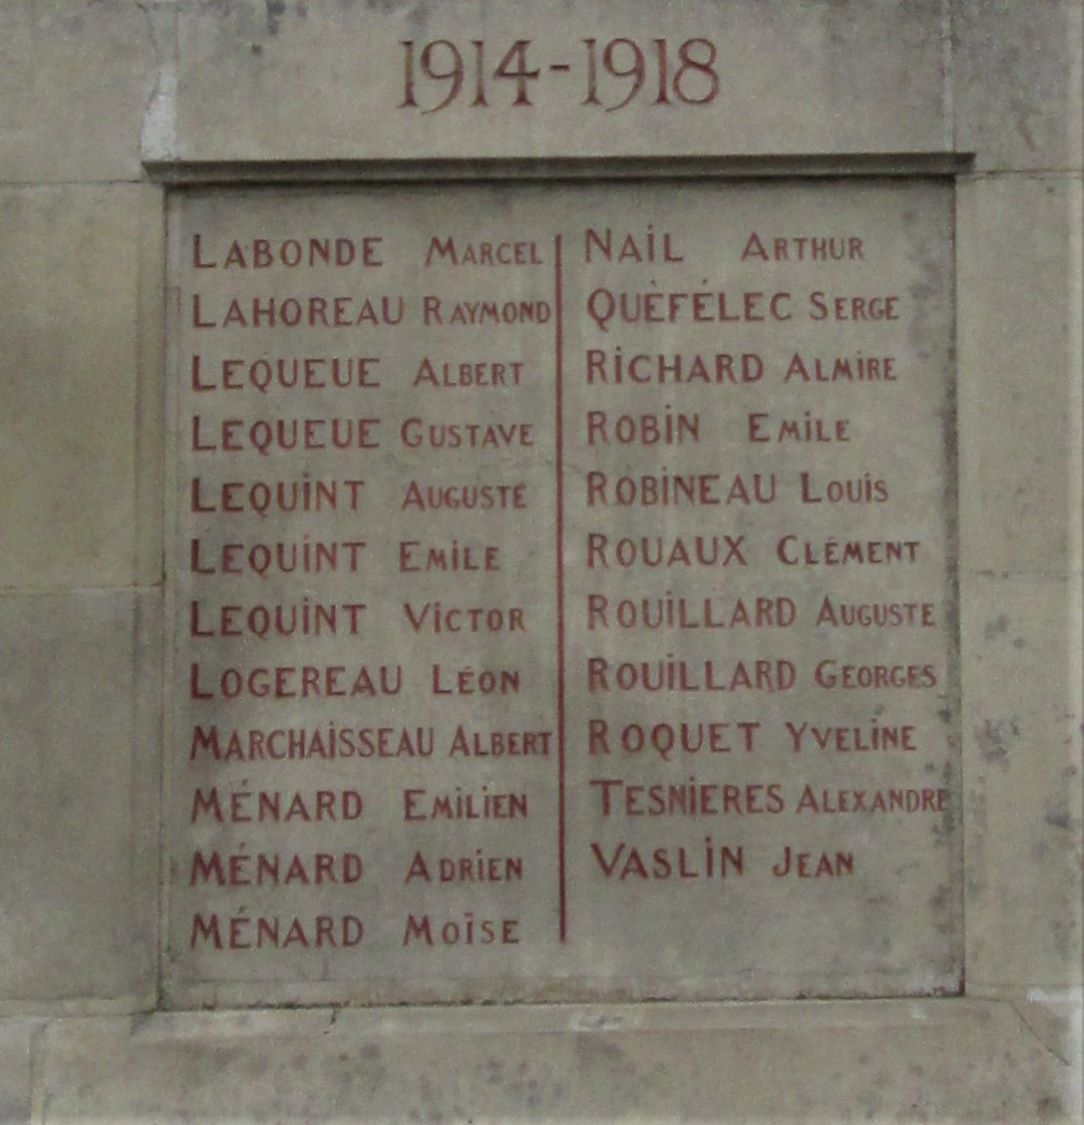 1914-1918
LABONDE MARCEL
LAHOREAU RAYMOND
LEQUEUE ALBERT
LEQUEUE GUSTAVE
LEQUINT AUGUSTE
LEQUINT EMILE
LEQUINT VICTOR
LOGEREAU LÉON
MARCHAISSEAU ALBERT
MÉNARD EMILIEN
MÉNARD ADRIEN
MÉNARD MOÏSE
NAIL ARTHUR
QUÈFÉLEC SERGE
RICHARD ALMIRE
ROBIN EMILE
ROBINEAU LOUIS
ROUAUX CLÉMENT
ROUILLARD AUGUSTE
ROUILLARD GEORGES
ROQUET YVELINE
TESNIERES ALEXANDRE
VASLIN JEAN